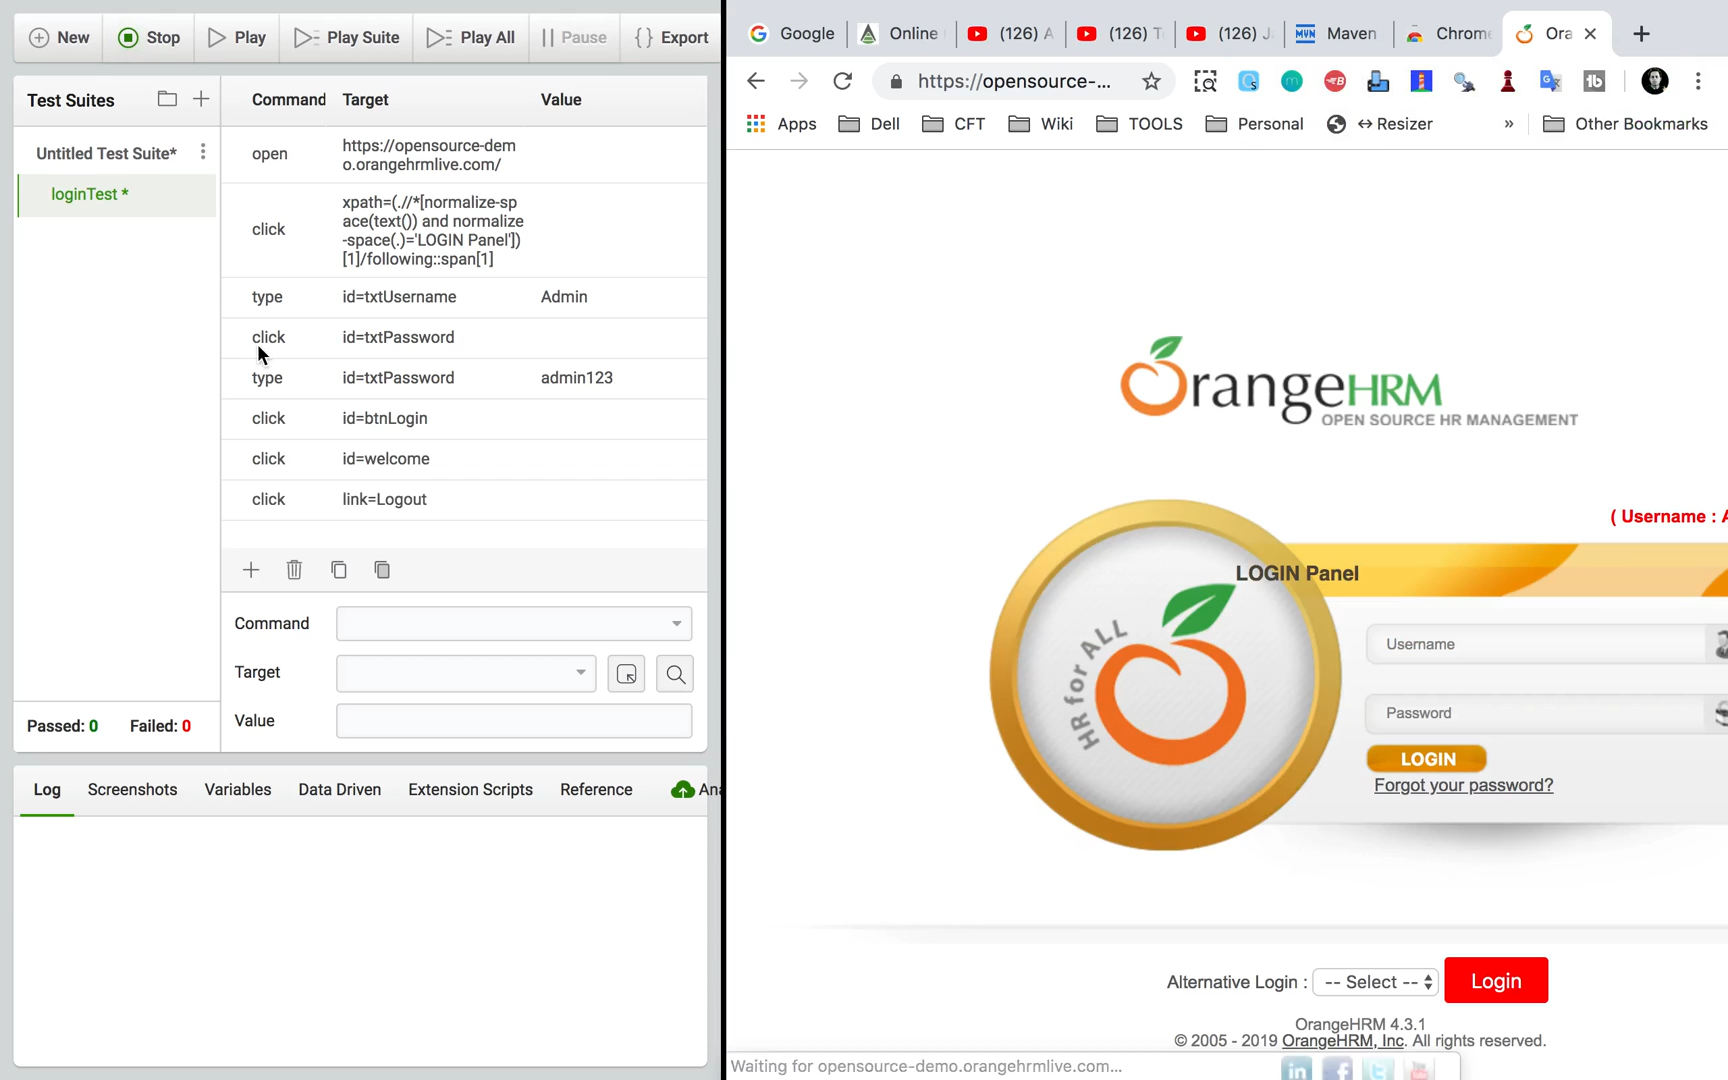 New
Stop
Play
Play Suite
Play All
Pause
{ } Export
Test Suites
Untitled Test Suite*
loginTest *
Passed: 0
Failed: 0
Command Target Value
open
https://opensource-dem
o.orangehrmlive.com/
click
xpath=(.//*[normalize-sp
ace(text()) and normalize
-space(.)='LOGIN Panel'])
[1]/following::span[1]
type id=txtUsername Admin
click id=txtPassword
type id=txtPassword admin123
click id=btnLogin
click id=welcome
click link=Logout
Command
Target
Value
Log Screenshots Variables Data Driven Extension Scripts Reference Ana
Google
Online
(126) A
(126) T
(126) J
MVN Maven
Chrome
Ora
https://opensource-...
Apps Dell CFT Wiki TOOLS Personal ↔ Resizer » Other Bookmarks
OrangeHRM
OPEN SOURCE HR MANAGEMENT
( Username : A
LOGIN Panel
HR for ALL
Username
Password
LOGIN
Forgot your password?
Alternative Login : -- Select -- Login
OrangeHRM 4.3.1
© 2005 - 2019 OrangeHRM, Inc. All rights reserved.
Waiting for opensource-demo.orangehrmlive.com...